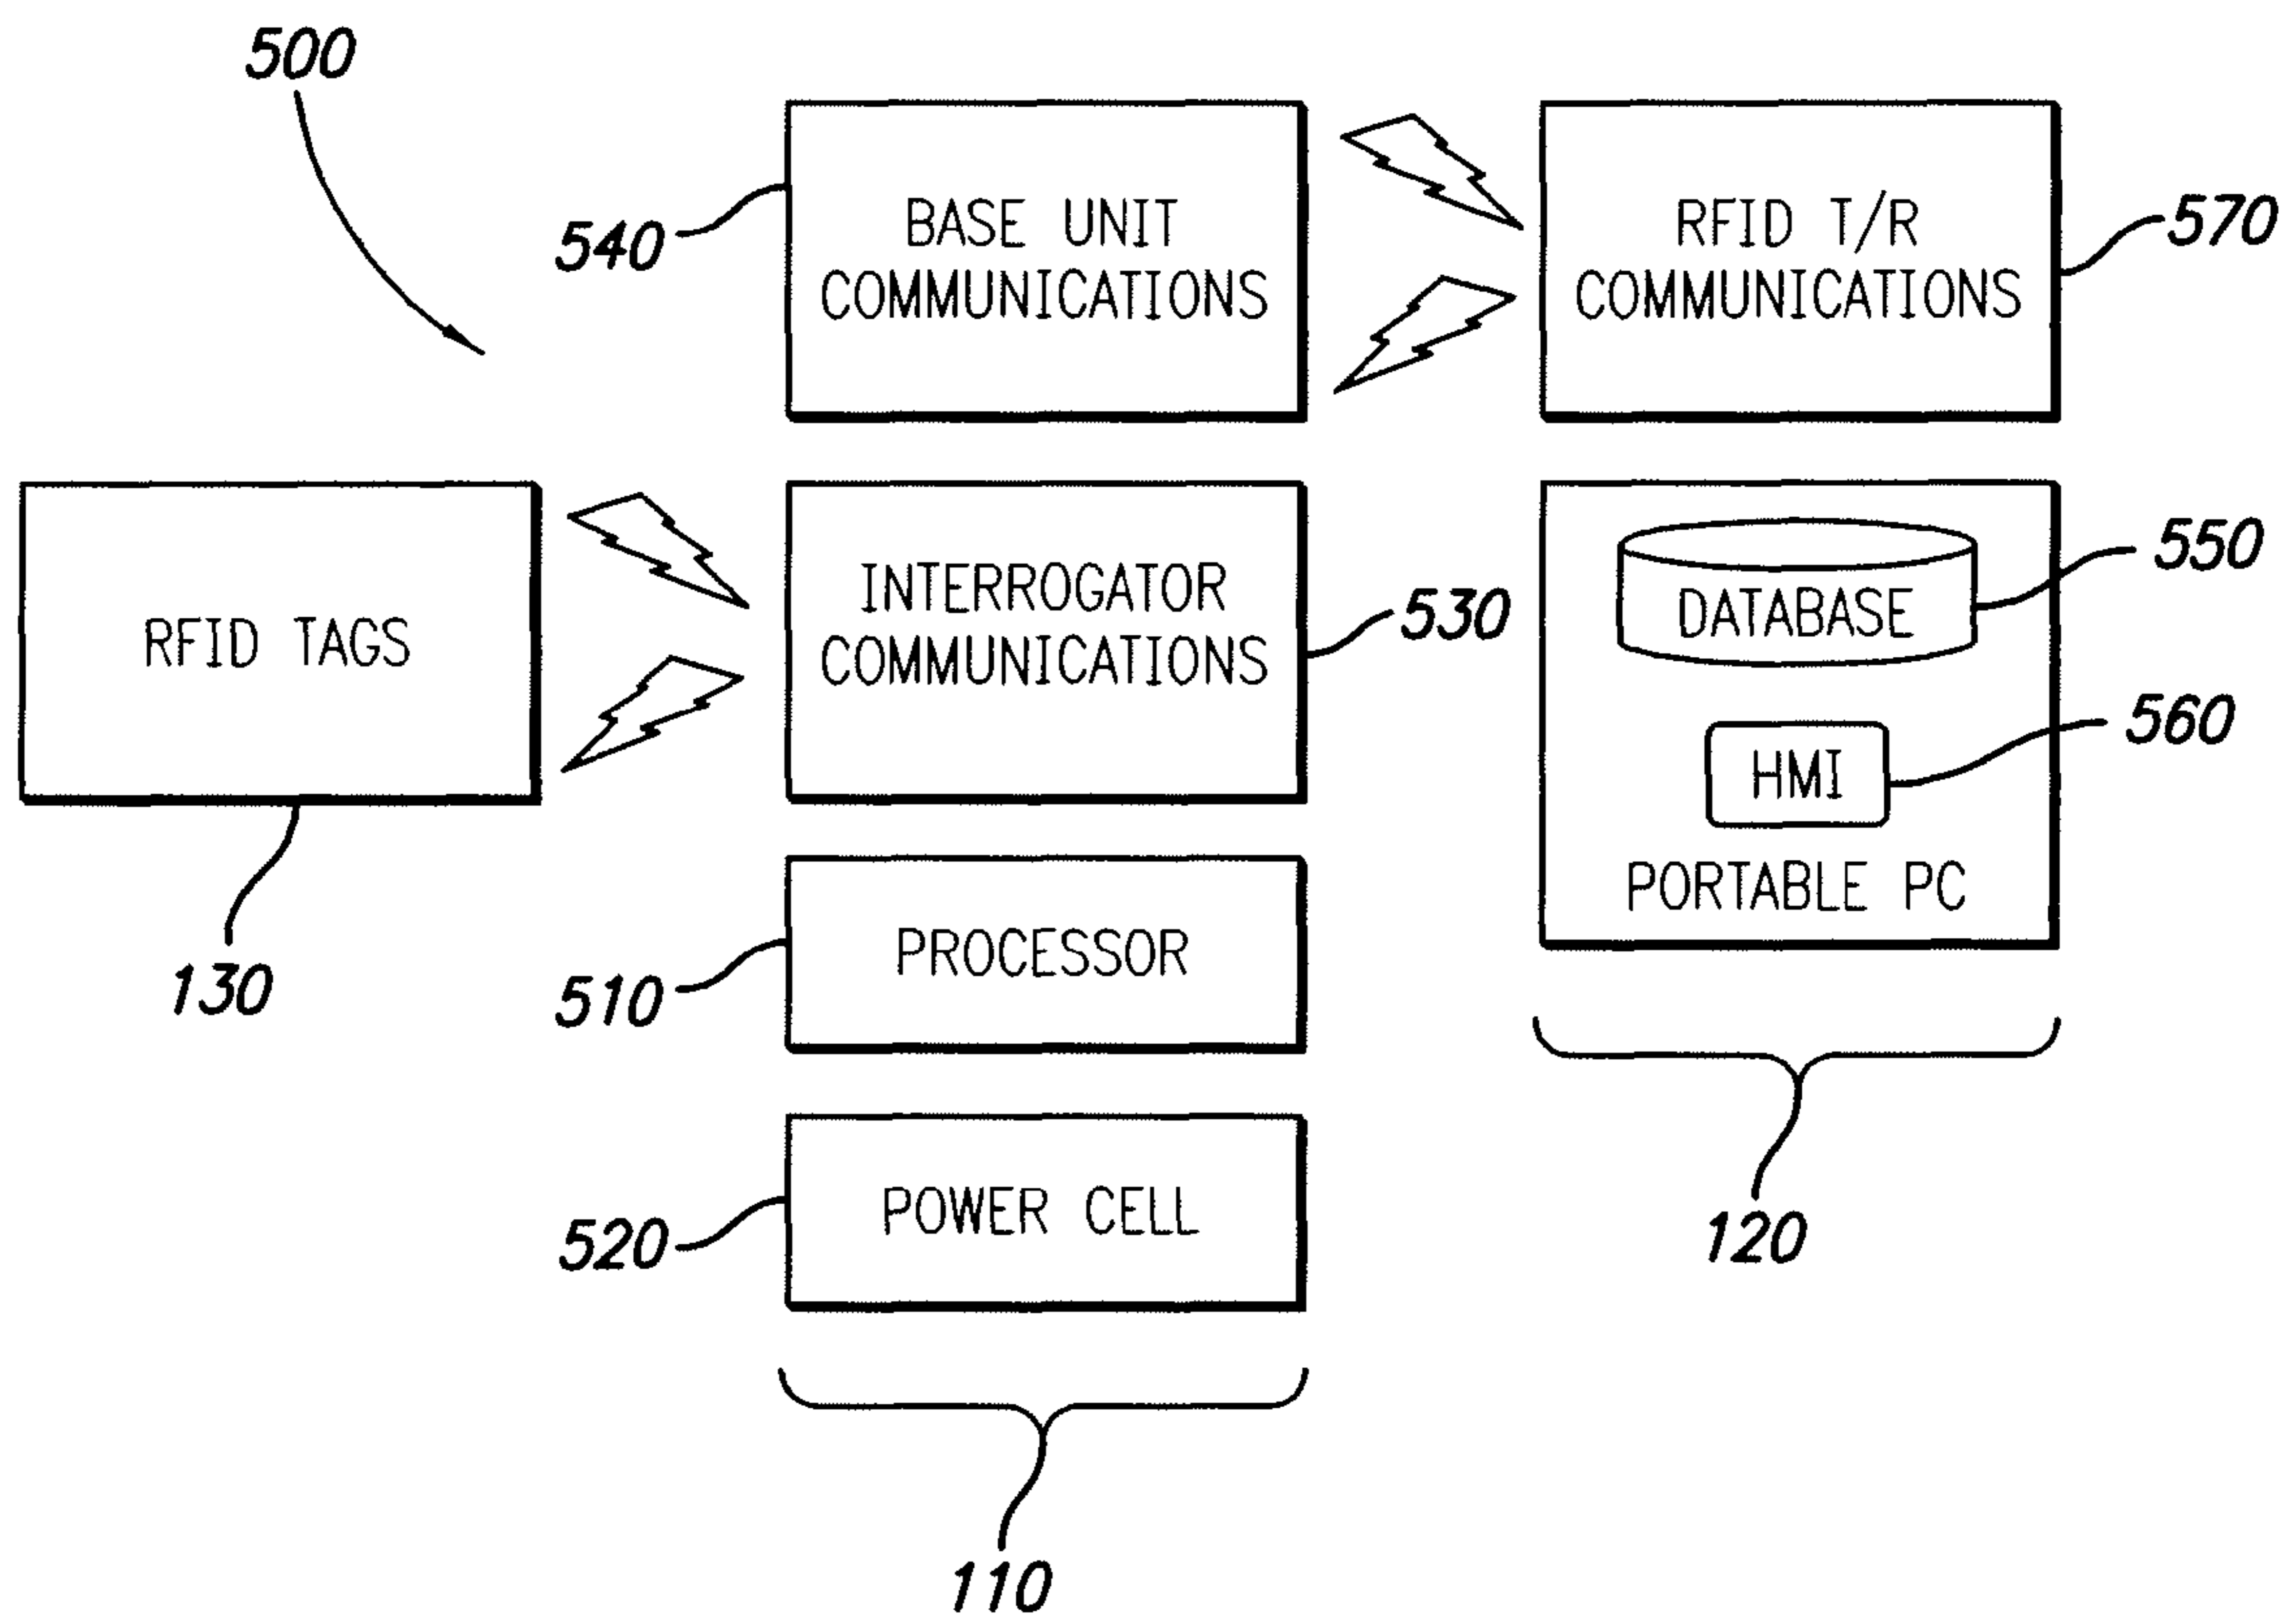 500
BASE UNIT
COMMUNICATIONS
540
RFID T/R
COMMUNICATIONS
570
RFID TAGS
130
INTERROGATOR
COMMUNICATIONS
530
DATABASE
550
HMI
560
PORTABLE PC
120
PROCESSOR
510
POWER CELL
520
110